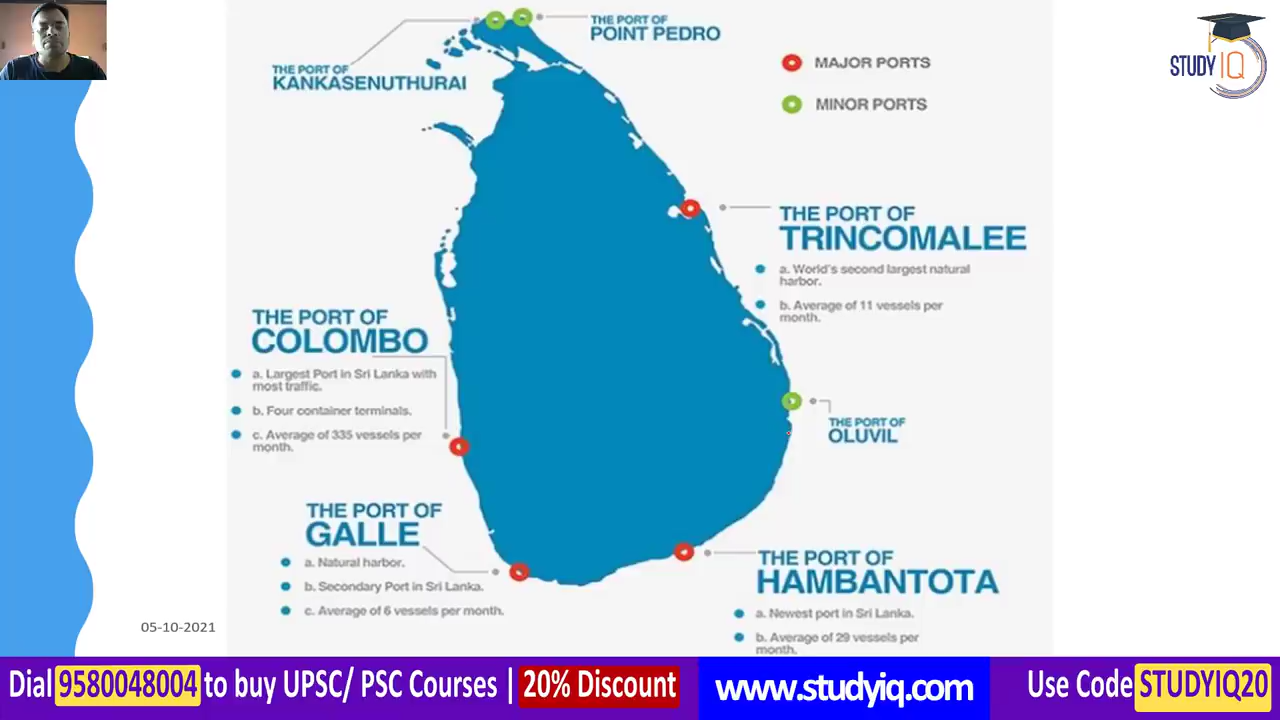 THE PORT OF
POINT PEDRO
THE PORT OF
KANKASENUTHURAI
MAJOR PORTS
MINOR PORTS
STUDY IQ
THE PORT OF
TRINCOMALEE
a. World's second largest natural
harbor.
b. Average of 11 vessels per
month.
THE PORT OF
COLOMBO
a. Largest Port in Sri Lanka with
most traffic.
b. Four container terminals.
c. Average of 335 vessels per
month.
THE PORT OF
OLUVIL
THE PORT OF
GALLE
a. Natural harbor.
b. Secondary Port in Sri Lanka.
c. Average of 6 vessels per month.
THE PORT OF
HAMBANTOTA
a. Newest port in Sri Lanka.
b. Average of 29 vessels per
month.
05-10-2021
Dial 9580048004 to buy UPSC/ PSC Courses | 20% Discount www.studyiq.com Use Code STUDYIQ20